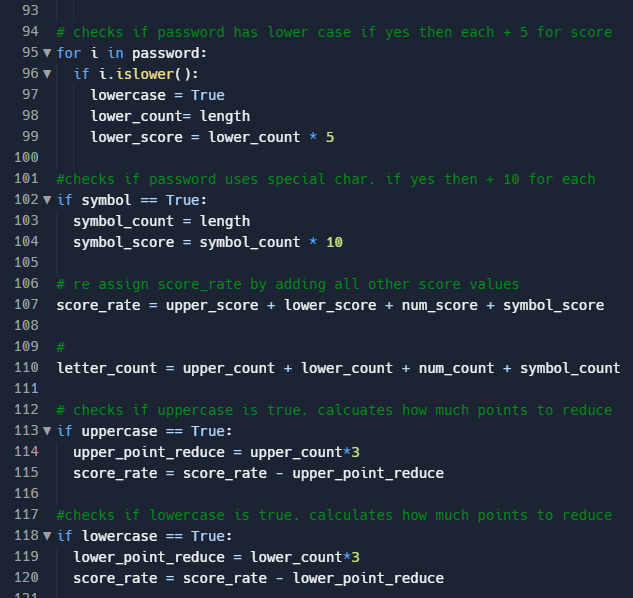 93
94 # checks if password has lower case if yes then each + 5 for score
95 for i in password:
96 if i.islower():
97 lowercase = True
98 lower_count= length
99 lower_score = lower_count * 5
100
101 #checks if password uses special char. if yes then + 10 for each
102 if symbol == True:
103 symbol_count = length
104 symbol_score = symbol_count * 10
105
106 # re assign score_rate by adding all other score values
107 score_rate = upper_score + lower_score + num_score + symbol_score
108
109 #
110 letter_count = upper_count + lower_count + num_count + symbol_count
111
112 # checks if uppercase is true. calcuates how much points to reduce
113 if uppercase == True:
114 upper_point_reduce = upper_count*3
115 score_rate = score_rate - upper_point_reduce
116
117 #checks if lowercase is true. calculates how much points to reduce
118 if lowercase == True:
119 lower_point_reduce = lower_count*3
120 score_rate = score_rate - lower_point_reduce
121